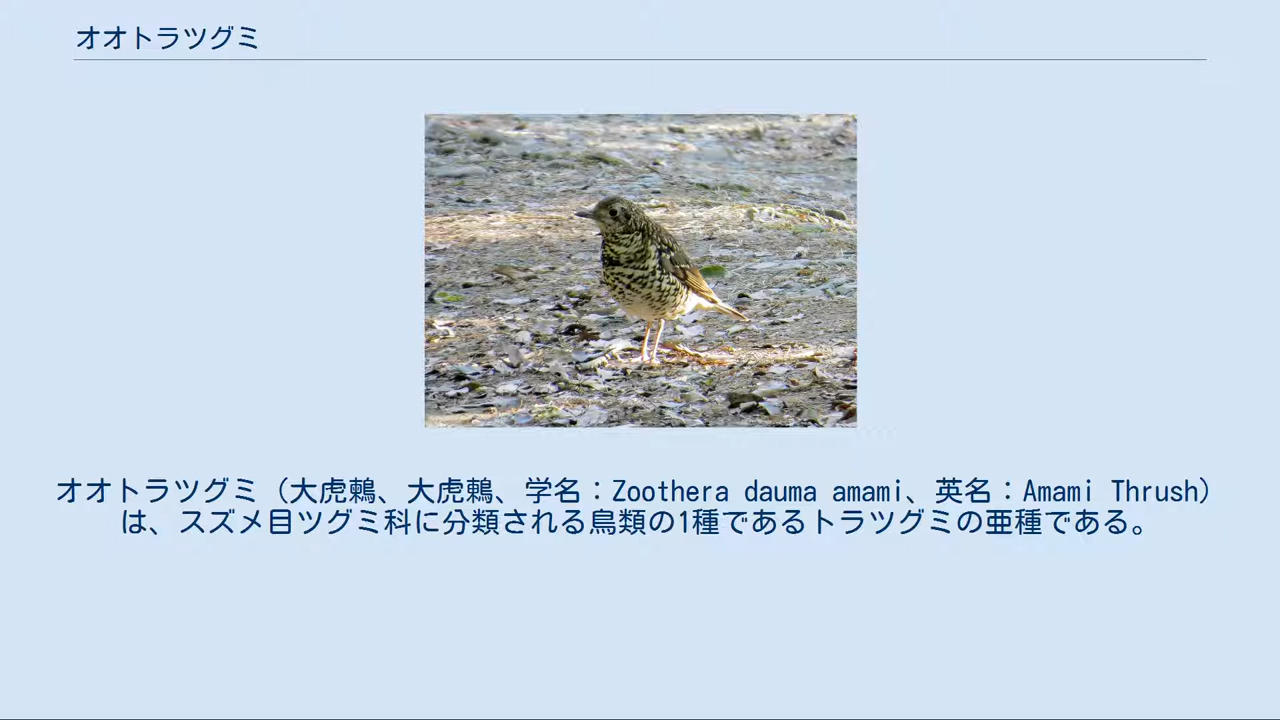 オオトラツグミ
オオトラツグミ（大虎鶫、大虎鶫、学名：Zoothera dauma amami、英名：Amami Thrush）
は、スズメ目ツグミ科に分類される鳥類の1種であるトラツグミの亜種である。